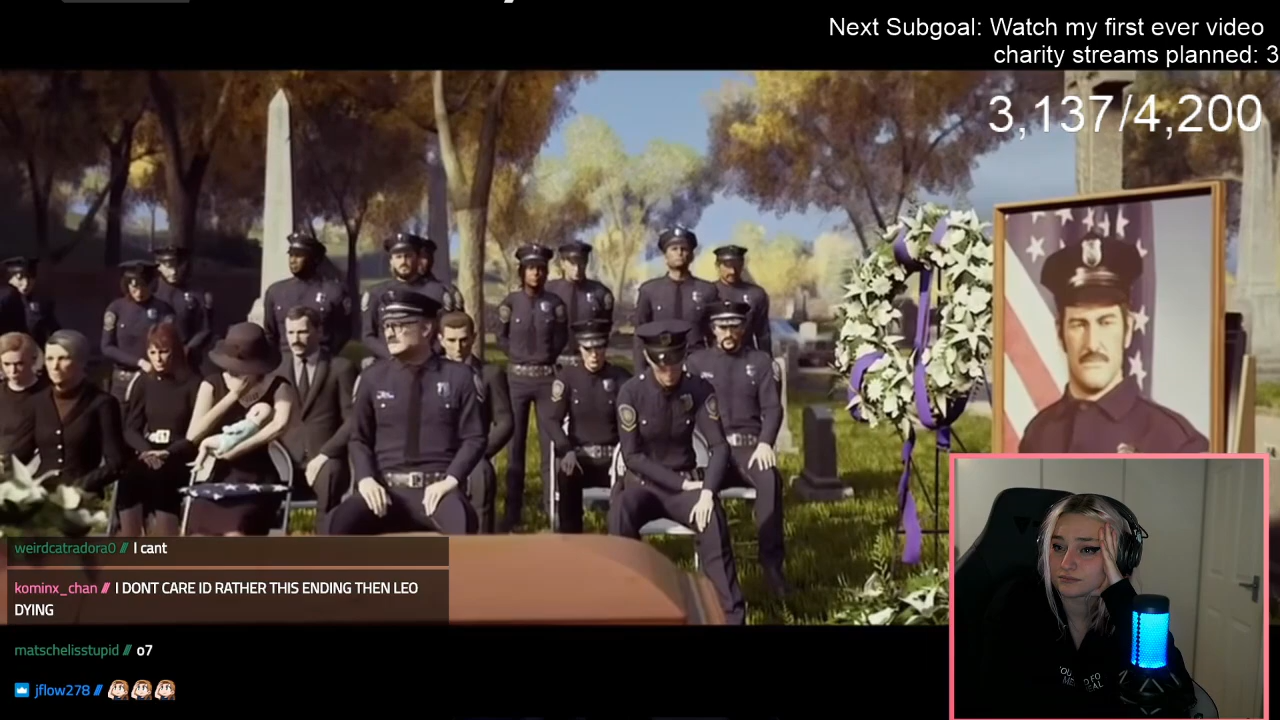 Next Subgoal: Watch my first ever video
charity streams planned: 3
3,137/4,200
weirdcatradora0 // I cant
kominx_chan // I DONT CARE ID RATHER THIS ENDING THEN LEO
DYING
matschelisstupid // o7
jflow278 //